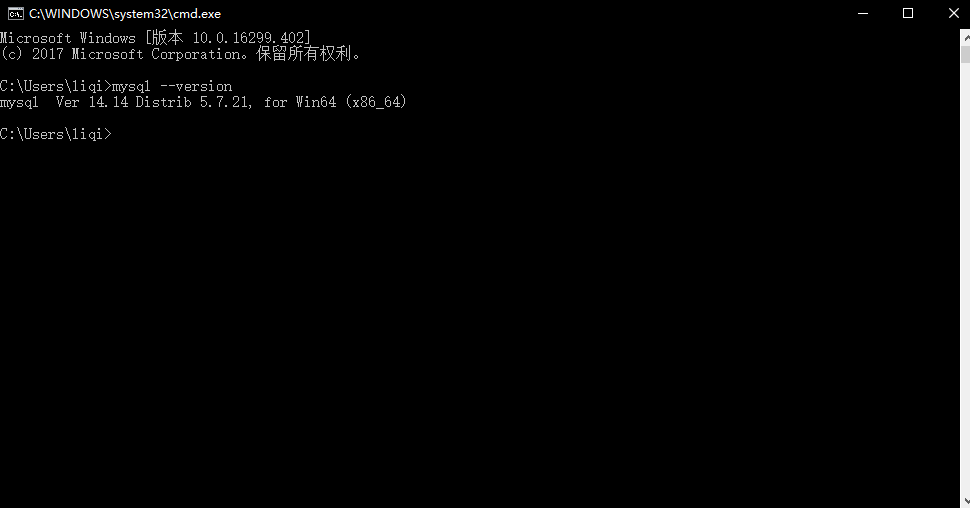 C:\WINDOWS\system32\cmd.exe
Microsoft Windows [版本 10.0.16299.402]
(c) 2017 Microsoft Corporation。保留所有权利。
C:\Users\liqi>mysql --version
mysql  Ver 14.14 Distrib 5.7.21, for Win64 (x86_64)
C:\Users\liqi>